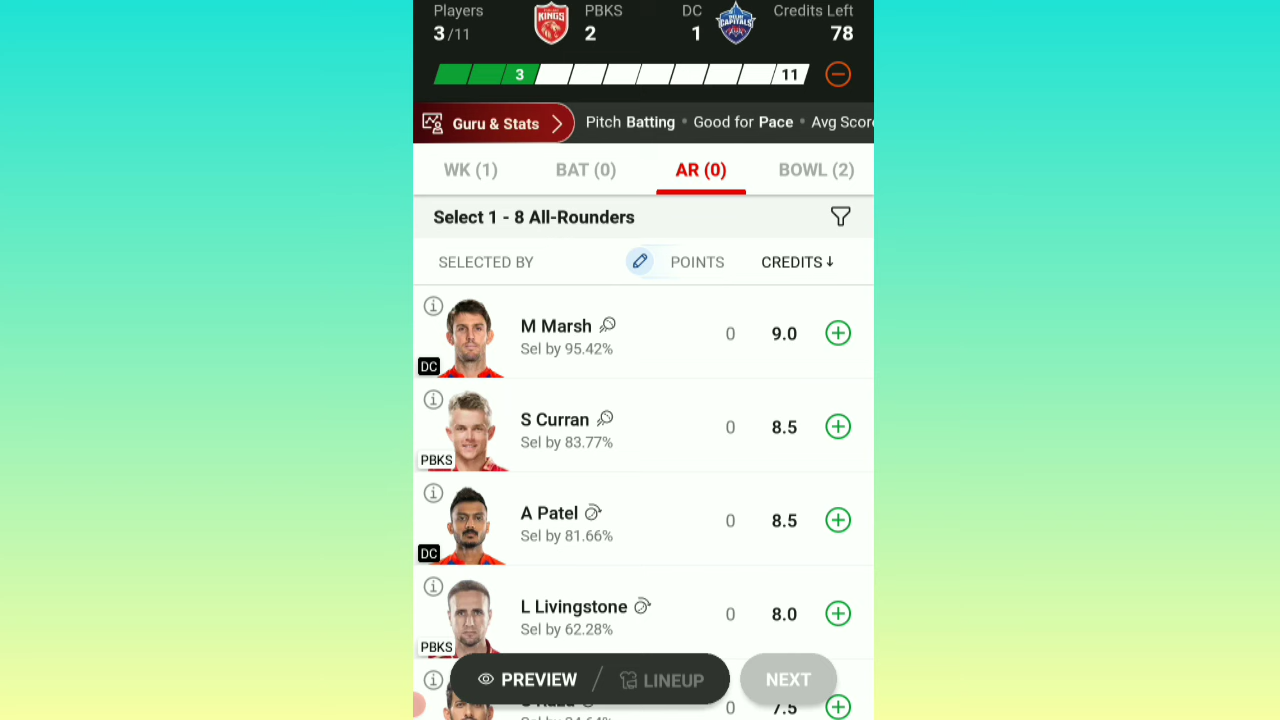 Players PBKS DC Credits Left
3 /11 2 1 78
KINGS
CAPITALS
3 11
Guru & Stats Pitch Batting • Good for Pace • Avg Score
WK (1) BAT (0) AR (0) BOWL (2)
Select 1 - 8 All-Rounders
SELECTED BY POINTS CREDITS ↓
M Marsh
Sel by 95.42%
0 9.0
DC
S Curran
Sel by 83.77%
0 8.5
PBKS
A Patel
Sel by 81.66%
0 8.5
DC
L Livingstone
Sel by 62.28%
0 8.0
PBKS
PREVIEW / LINEUP NEXT
0 7.5